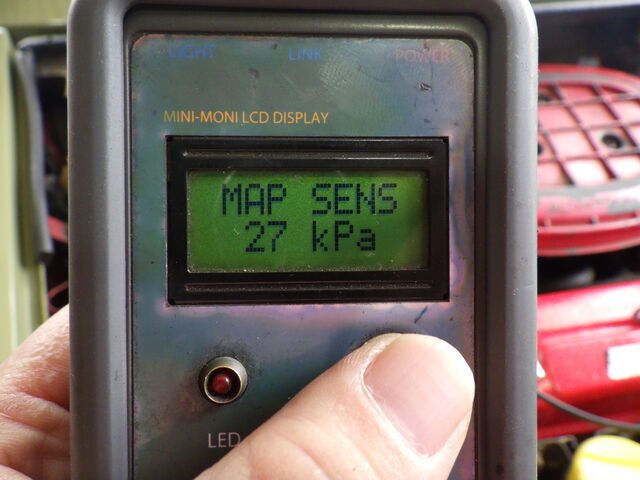 LIGHT LINK POWER
MINI-MONI LCD DISPLAY
MAP SENS
27 kPa
LED